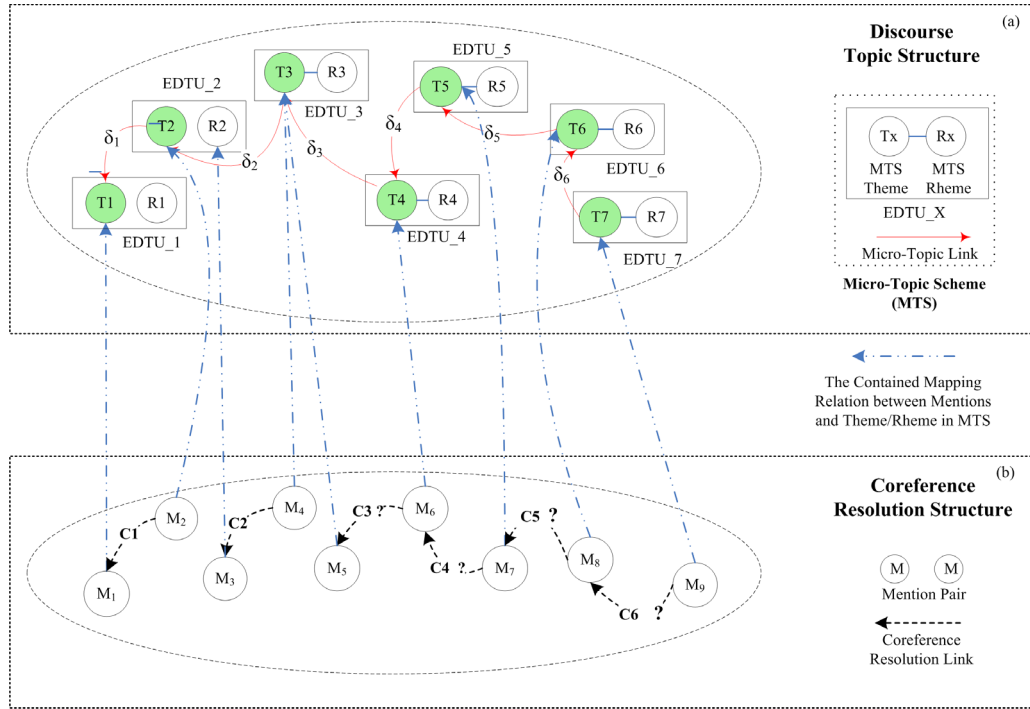 (a)
Discourse
Topic Structure
EDTU_5
T3 R3
EDTU_2
T5 R5
EDTU_3
δ1
T2 R2
δ2
δ3
δ4
δ5
T6 R6
EDTU_6
δ6
T1 R1
EDTU_1
T4 R4
EDTU_4
T7 R7
EDTU_7
Tx Rx
MTS MTS
Theme Rheme
EDTU_X
Micro-Topic Link
Micro-Topic Scheme
(MTS)
The Contained Mapping
Relation between Mentions
and Theme/Rheme in MTS
(b)
Coreference
Resolution Structure
M1
C1
M2
M3
C2
M4
M5
C3 ?
M6
C4 ?
M7
C5 ?
M8
C6 ?
M9
M M
Mention Pair
Coreference
Resolution Link